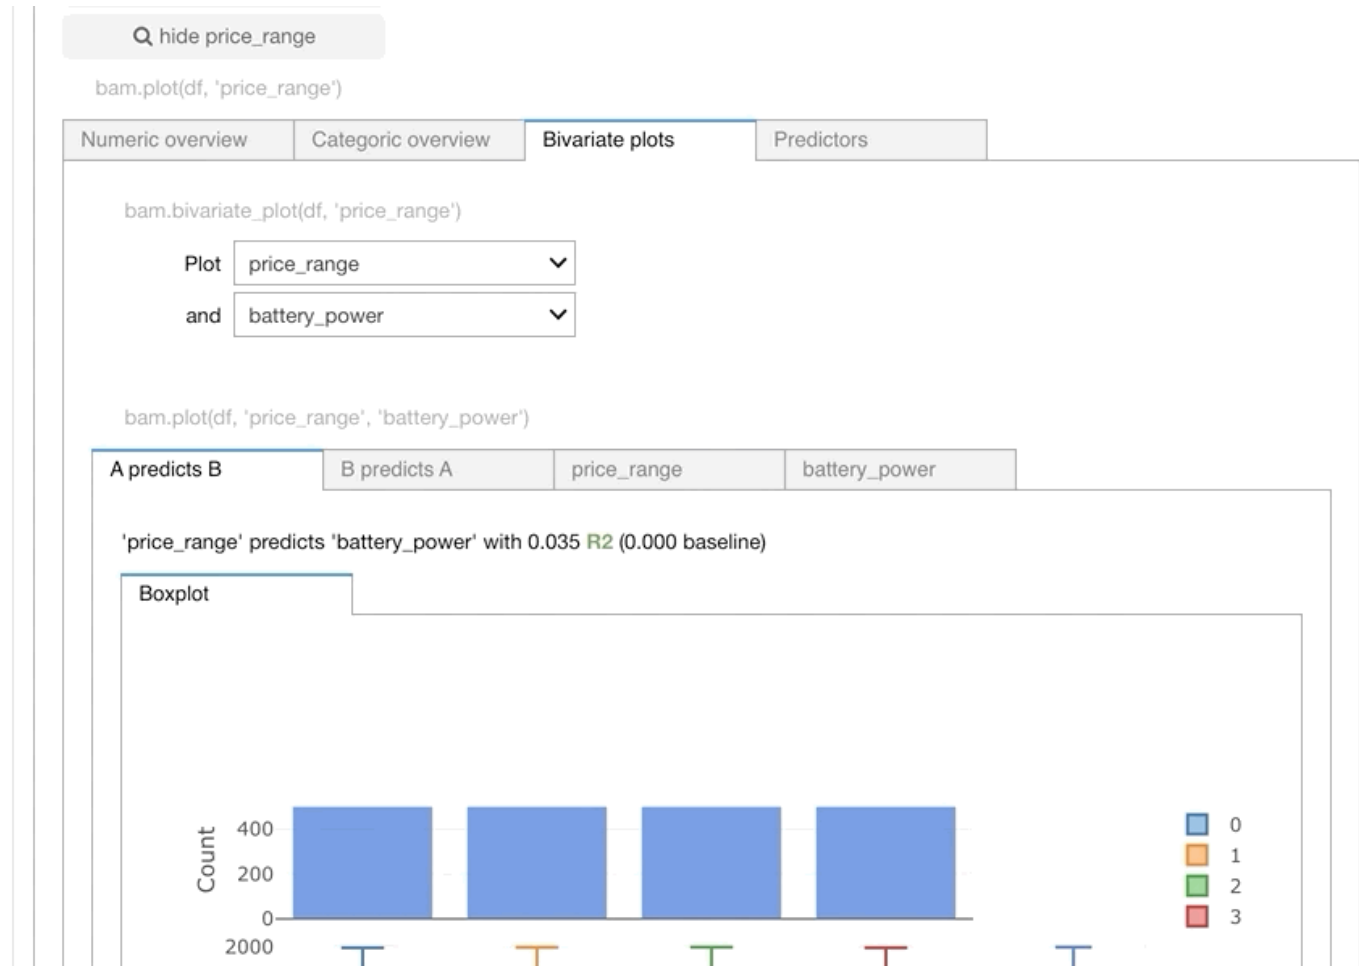 hide price_range
bam.plot(df, 'price_range')
Numeric overview Categoric overview Bivariate plots Predictors
bam.bivariate_plot(df, 'price_range')
Plot price_range
and battery_power
bam.plot(df, 'price_range', 'battery_power')
A predicts B B predicts A price_range battery_power
'price_range' predicts 'battery_power' with 0.035 R2 (0.000 baseline)
Boxplot
Count
400
200
0
2000
0
1
2
3